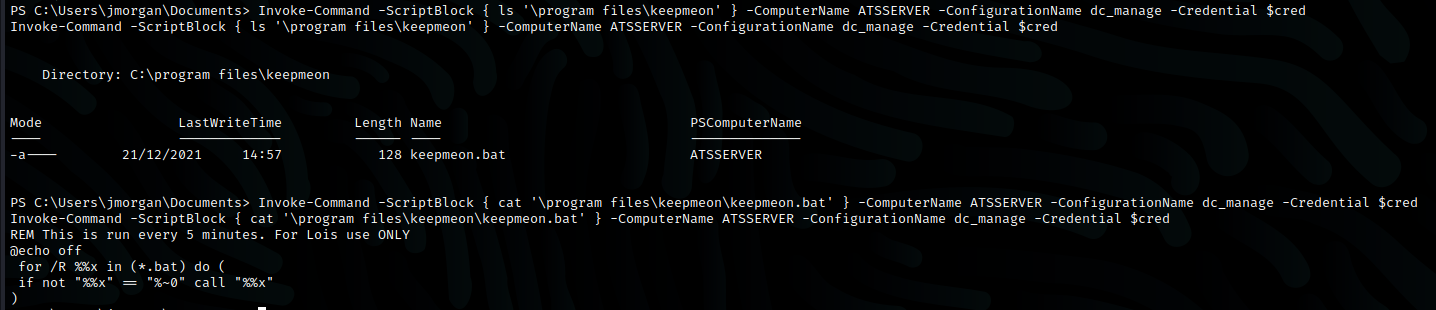 PS C:\Users\jmorgan\Documents> Invoke-Command -ScriptBlock { ls '\program files\keepmeon' } -ComputerName ATSSERVER -ConfigurationName dc_manage -Credential $cred
Invoke-Command -ScriptBlock { ls '\program files\keepmeon' } -ComputerName ATSSERVER -ConfigurationName dc_manage -Credential $cred
Directory: C:\program files\keepmeon
Mode LastWriteTime Length Name PSComputerName
---- ------------- ------ ---- --------------
-a---- 21/12/2021 14:57 128 keepmeon.bat ATSSERVER
PS C:\Users\jmorgan\Documents> Invoke-Command -ScriptBlock { cat '\program files\keepmeon\keepmeon.bat' } -ComputerName ATSSERVER -ConfigurationName dc_manage -Credential $cred
Invoke-Command -ScriptBlock { cat '\program files\keepmeon\keepmeon.bat' } -ComputerName ATSSERVER -ConfigurationName dc_manage -Credential $cred
REM This is run every 5 minutes. For Lois use ONLY
@echo off
for /R %%x in (*.bat) do (
if not "%%x" == "%~0" call "%%x"
)